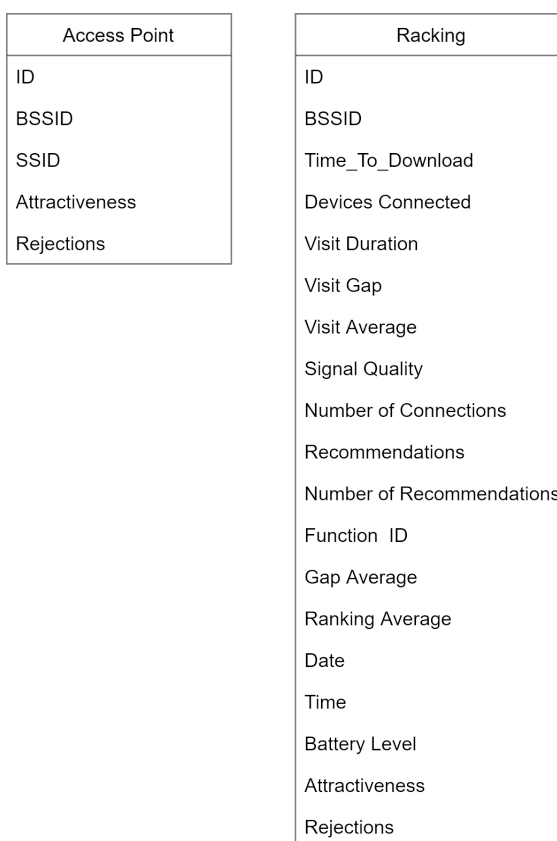 Access Point
ID
BSSID
SSID
Attractiveness
Rejections
Racking
ID
BSSID
Time_To_Download
Devices Connected
Visit Duration
Visit Gap
Visit Average
Signal Quality
Number of Connections
Recommendations
Number of Recommendations
Function  ID
Gap Average
Ranking Average
Date
Time
Battery Level
Attractiveness
Rejections